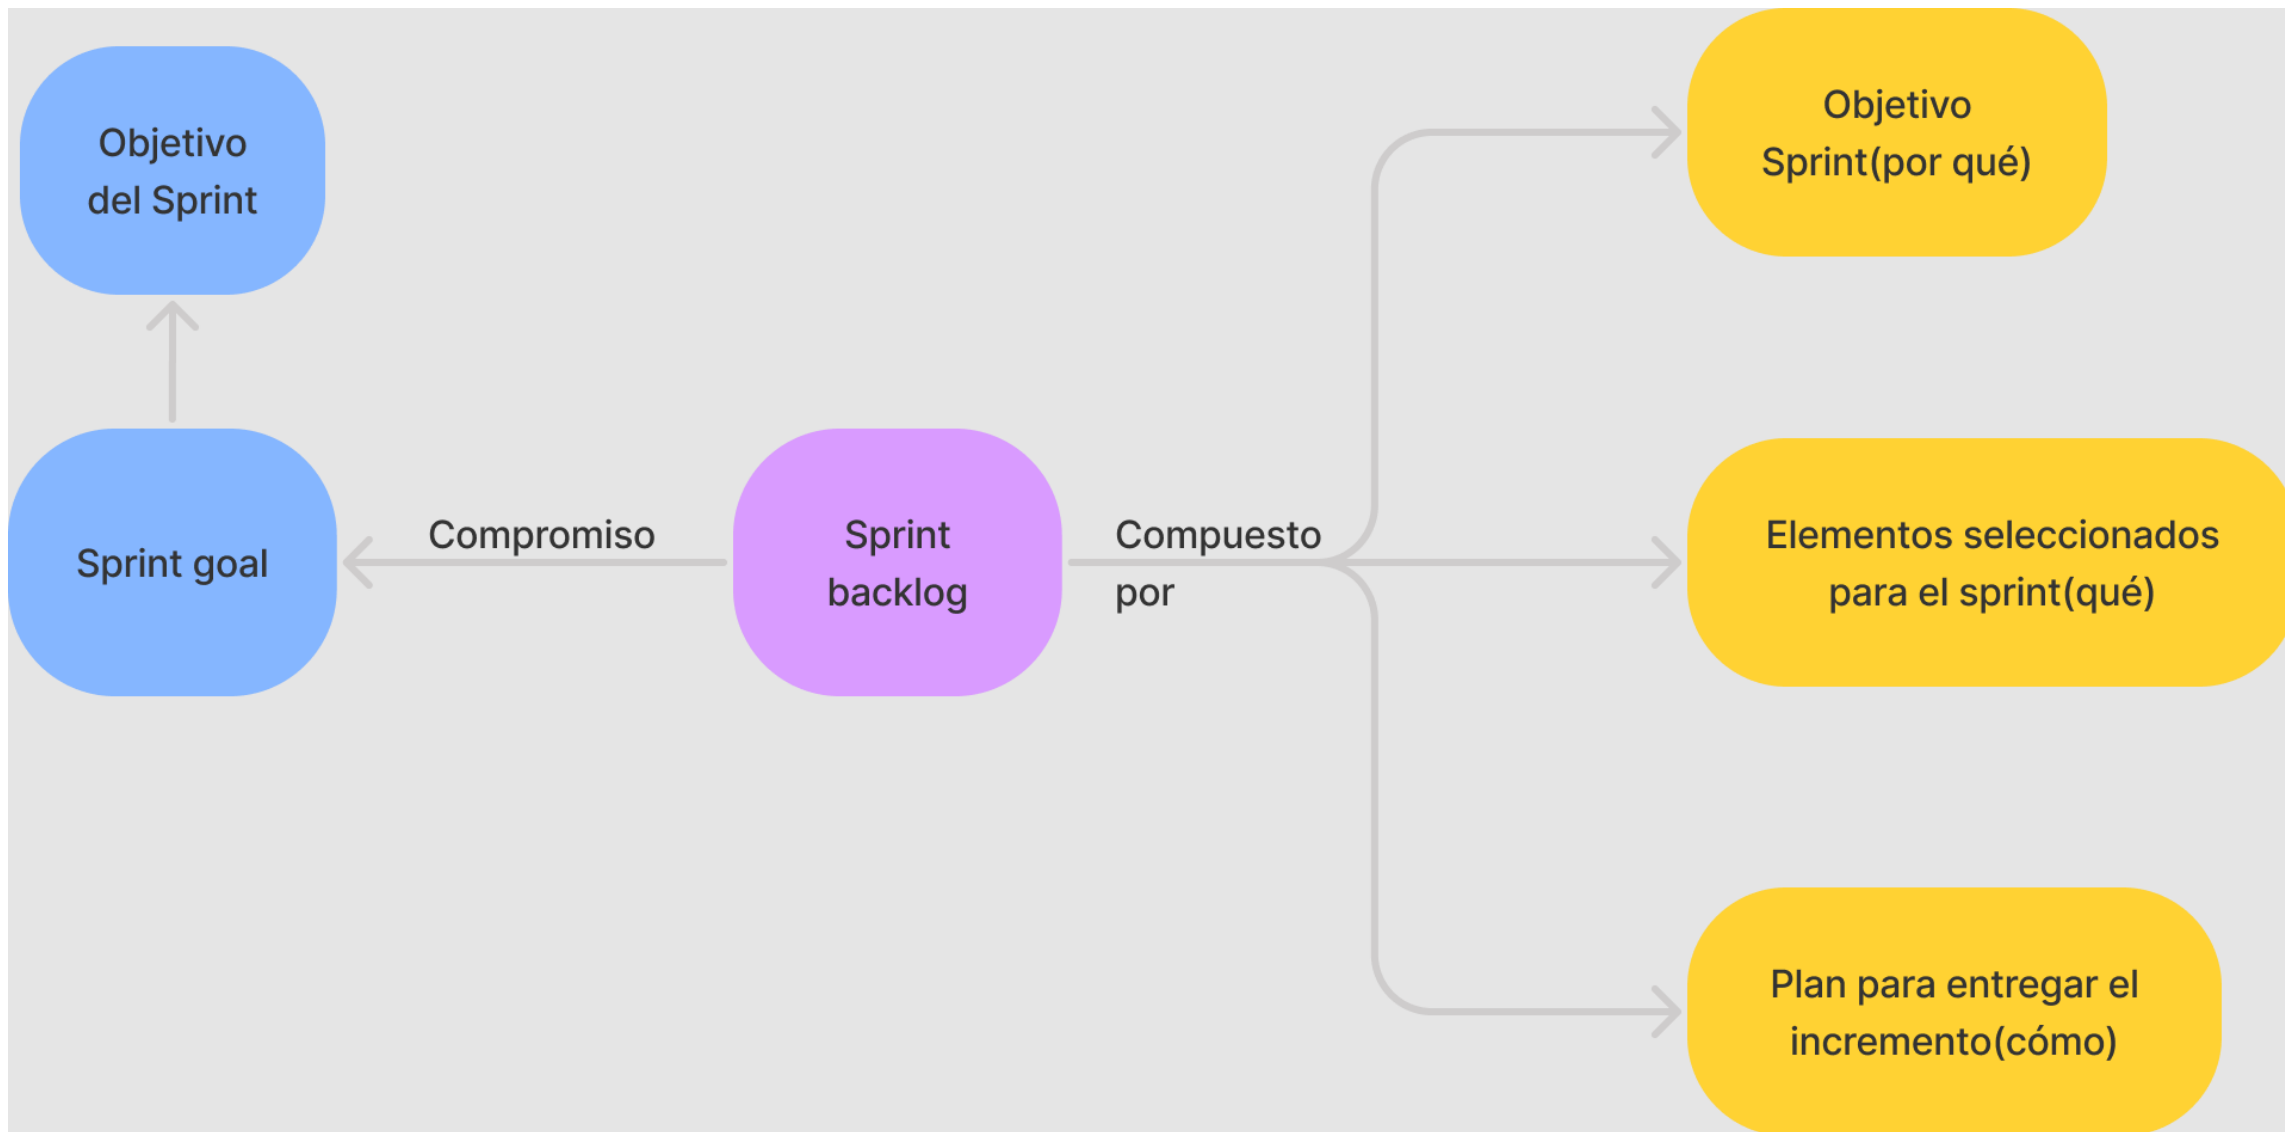 Objetivo
del Sprint
Sprint goal
Compromiso
Sprint
backlog
Compuesto
por
Objetivo
Sprint(por qué)
Elementos seleccionados
para el sprint(qué)
Plan para entregar el
incremento(cómo)